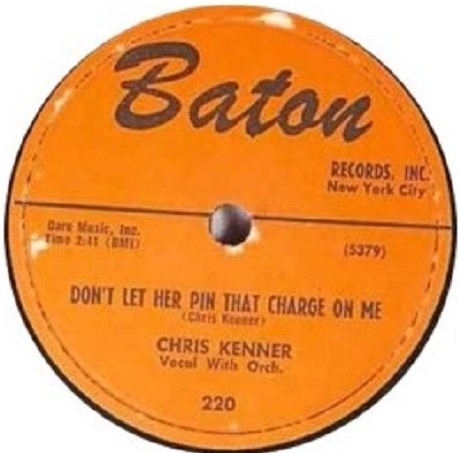 Baton
RECORDS, INC.
New York City
Dare Music, Inc.
Time 2:41 (BMI)
(5379)
DON'T LET HER PIN THAT CHARGE ON ME
(Chris Kenner)
CHRIS KENNER
Vocal With Orch.
220